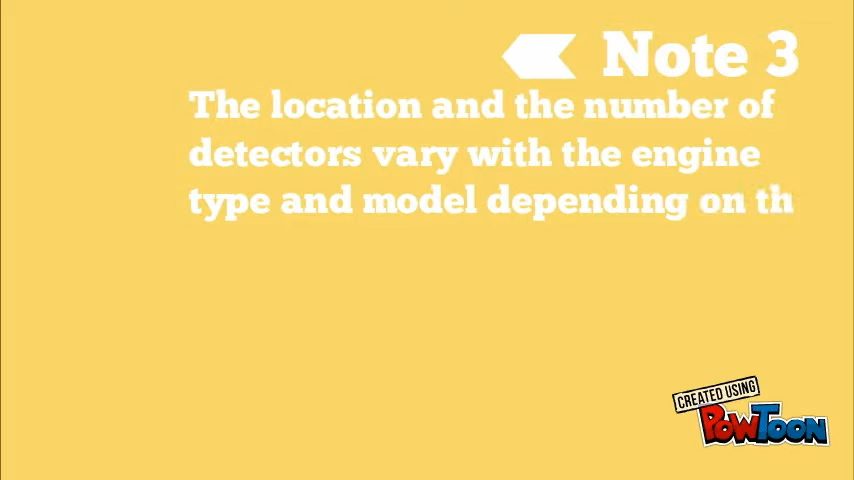 Note 3
The location and the number of
detectors vary with the engine
type and model depending on th
CREATED USING
POWTOON